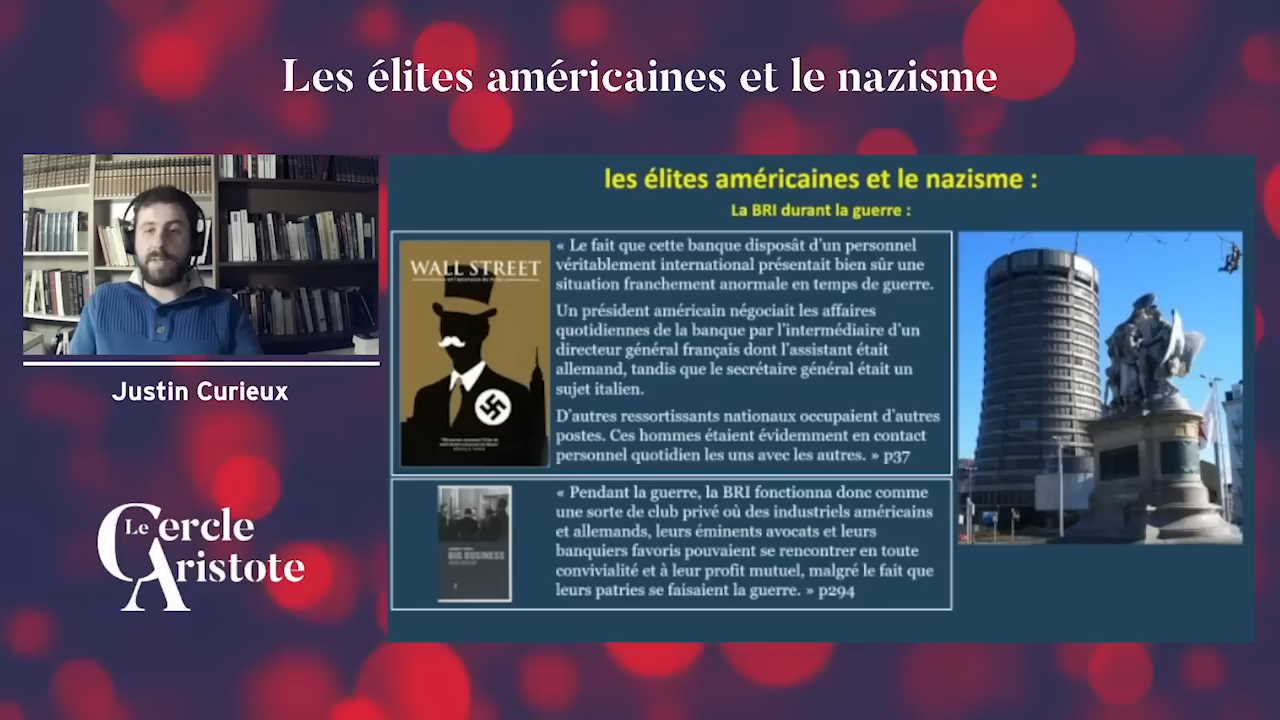 Les élites américaines et le nazisme
les élites américaines et le nazisme :
La BRI durant la guerre :
WALL STREET
« Le fait que cette banque disposât d'un personnel
véritablement international présentait bien sûr une
situation franchement anormale en temps de guerre.
Un président américain négociait les affaires
quotidiennes de la banque par l'intermédiaire d'un
directeur général français dont l'assistant était
allemand, tandis que le secrétaire général était un
sujet italien.
D'autres ressortissants nationaux occupaient d'autres
postes. Ces hommes étaient évidemment en contact
personnel quotidien les uns avec les autres. » p37
BIG BUSINESS
« Pendant la guerre, la BRI fonctionna donc comme
une sorte de club privé où des industriels américains
et allemands, leurs éminents avocats et leurs
banquiers favoris pouvaient se rencontrer en toute
convivialité et à leur profit mutuel, malgré le fait que
leurs patries se faisaient la guerre. » p294
Justin Curieux
Le Cercle
Aristote